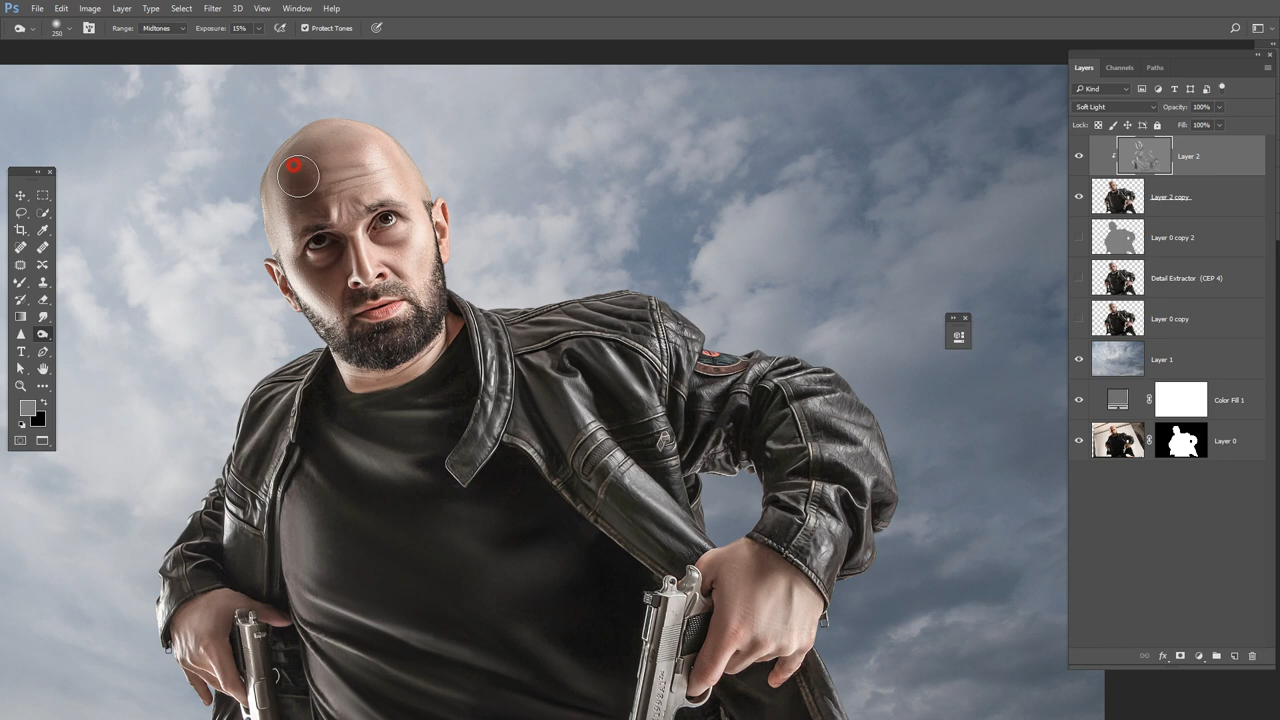 Ps File Edit Image Layer Type Select Filter 3D View Window Help
250 Range: Midtones Exposure: 15% Protect Tones
Layers Channels Paths
Kind
Soft Light Opacity: 100%
Lock: Fill: 100%
Layer 2
Layer 2 copy
Layer 0 copy 2
Detail Extractor (CEP 4)
Layer 0 copy
Layer 1
Color Fill 1
Layer 0
fx